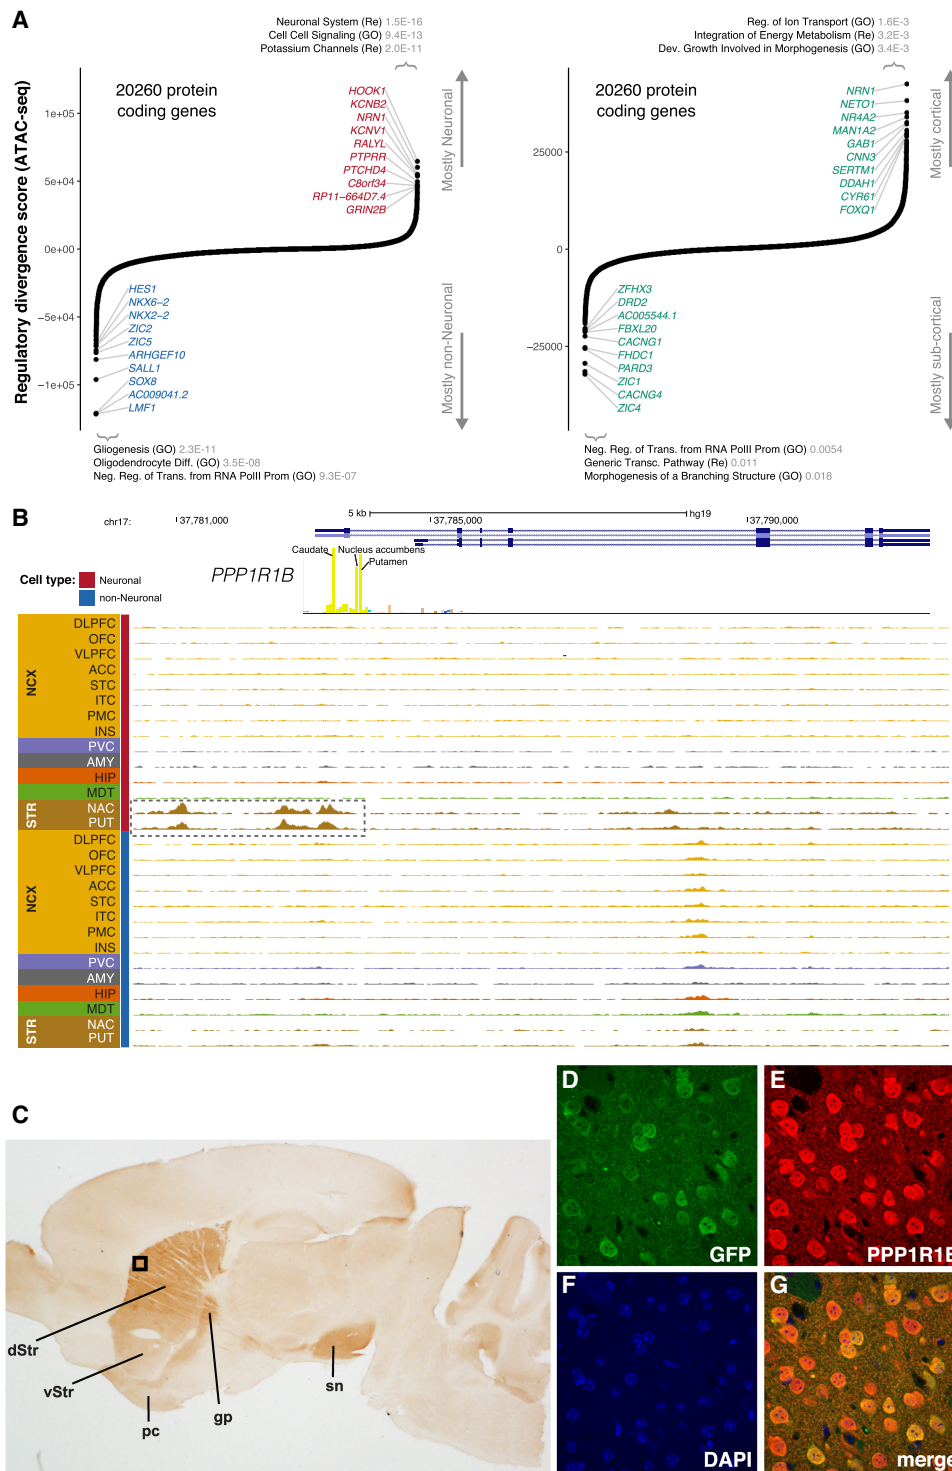 A
Neuronal System (Re) 1.5E-16
Cell Cell Signaling (GO) 9.4E-13
Potassium Channels (Re) 2.0E-11
Reg. of Ion Transport (GO) 1.6E-3
Integration of Energy Metabolism (Re) 3.2E-3
Dev. Growth Involved in Morphogenesis (GO) 3.4E-3
Regulatory divergence score (ATAC-seq)
20260 protein
coding genes
1e+05
5e+04
0e+00
−5e+04
−1e+05
HOOK1
KCNB2
NRN1
KCNV1
RALYL
PTPRR
PTCHD4
C8orf34
RP11−664D7.4
GRIN2B
HES1
NKX6−2
NKX2−2
ZIC2
ZIC5
ARHGEF10
SALL1
SOX8
AC009041.2
LMF1
Mostly Neuronal
Mostly non-Neuronal
Gliogenesis (GO) 2.3E-11
Oligodendrocyte Diff. (GO) 3.5E-08
Neg. Reg. of Trans. from RNA PolII Prom (GO) 9.3E-07
20260 protein
coding genes
25000
0
−25000
NRN1
NETO1
NR4A2
MAN1A2
GAB1
CNN3
SERTM1
DDAH1
CYR61
FOXQ1
ZFHX3
DRD2
AC005544.1
FBXL20
CACNG1
FHDC1
PARD3
ZIC1
CACNG4
ZIC4
Mostly cortical
Mostly sub-cortical
Neg. Reg. of Trans. from RNA PolII Prom (GO) 0.0054
Generic Transc. Pathway (Re) 0.011
Morphogenesis of a Branching Structure (GO) 0.018
B
5 kb hg19
chr17: 37,781,000 37,785,000 37,790,000
Caudate Nucleus accumbens
Putamen
PPP1R1B
Cell type: Neuronal
non-Neuronal
NCX
DLPFC
OFC
VLPFC
ACC
STC
ITC
PMC
INS
PVC
AMY
HIP
MDT
STR
NAC
PUT
NCX
DLPFC
OFC
VLPFC
ACC
STC
ITC
PMC
INS
PVC
AMY
HIP
MDT
STR
NAC
PUT
C
dStr
vStr
pc
gp
sn
D
GFP
E
PPP1R1B
F
DAPI
G
merge